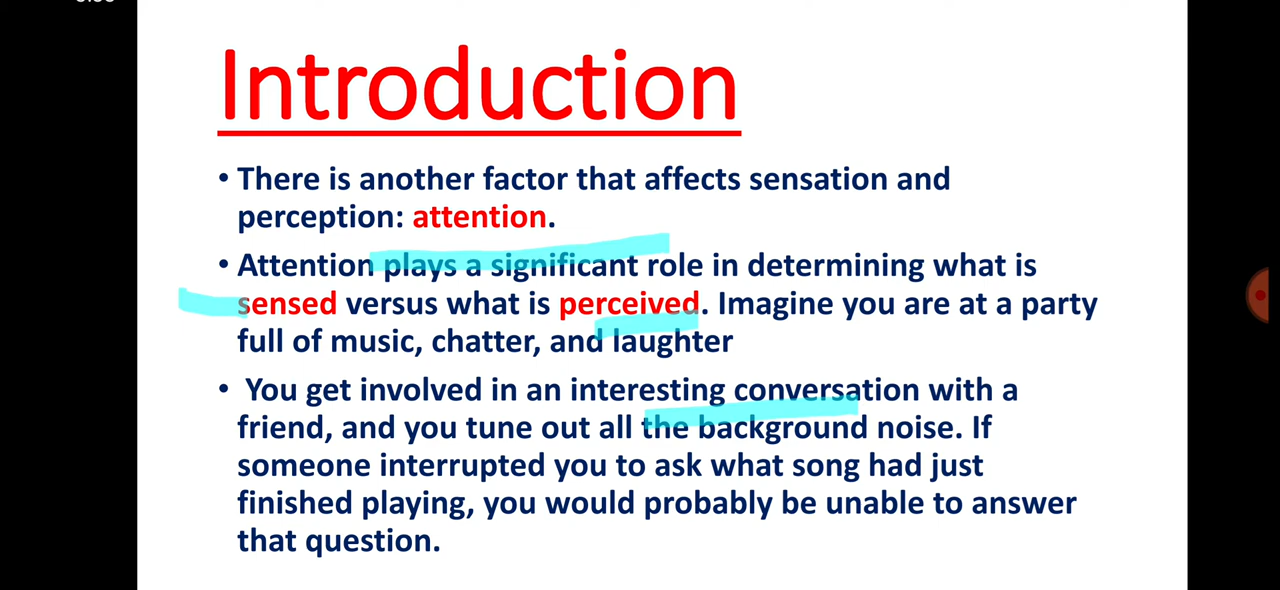 Introduction
• There is another factor that affects sensation and
perception: attention.
• Attention plays a significant role in determining what is
sensed versus what is perceived. Imagine you are at a party
full of music, chatter, and laughter
• You get involved in an interesting conversation with a
friend, and you tune out all the background noise. If
someone interrupted you to ask what song had just
finished playing, you would probably be unable to answer
that question.